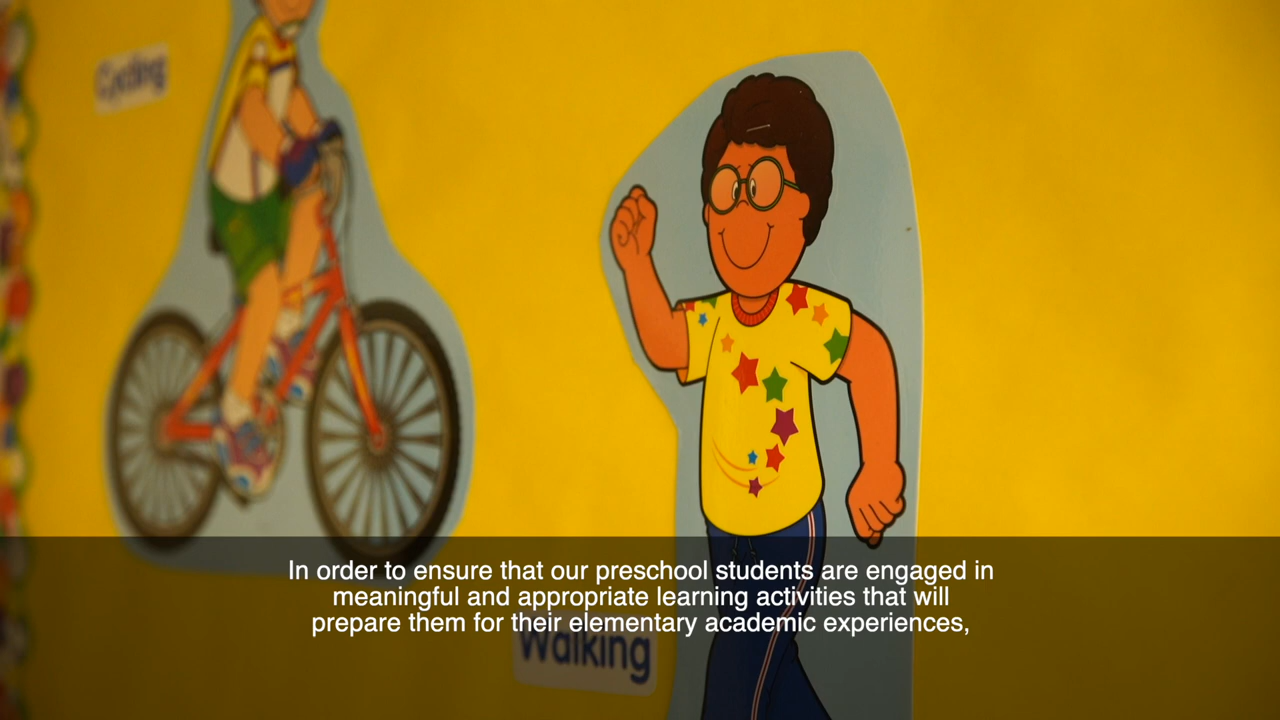 Cycling
In order to ensure that our preschool students are engaged in
meaningful and appropriate learning activities that will
prepare them for their elementary academic experiences,
Walking